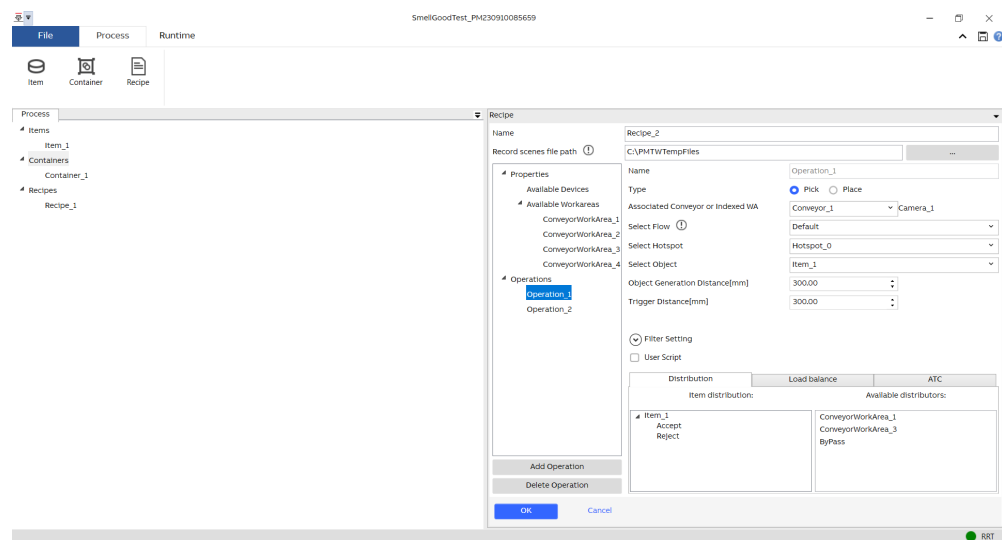 SmellGoodTest_PM230910085659
File Process Runtime
Item Container Recipe
Process
Items
Item_1
Containers
Container_1
Recipes
Recipe_1
Recipe
Name Recipe_2
Record scenes file path C:\PMTWTempFiles ...
Properties
Available Devices
Available Workareas
ConveyorWorkArea_1
ConveyorWorkArea_2
ConveyorWorkArea_3
ConveyorWorkArea_4
Operations
Operation_1
Operation_2
Add Operation
Delete Operation
Name Operation_1
Type Pick Place
Associated Conveyor or Indexed WA Conveyor_1 Camera_1
Select Flow Default
Select Hotspot Hotspot_0
Select Object Item_1
Object Generation Distance[mm] 300.00
Trigger Distance[mm] 300.00
Filter Setting
User Script
Distribution Load balance ATC
Item distribution: Available distributors:
Item_1
Accept
Reject
ConveyorWorkArea_1
ConveyorWorkArea_3
ByPass
OK Cancel
RRT